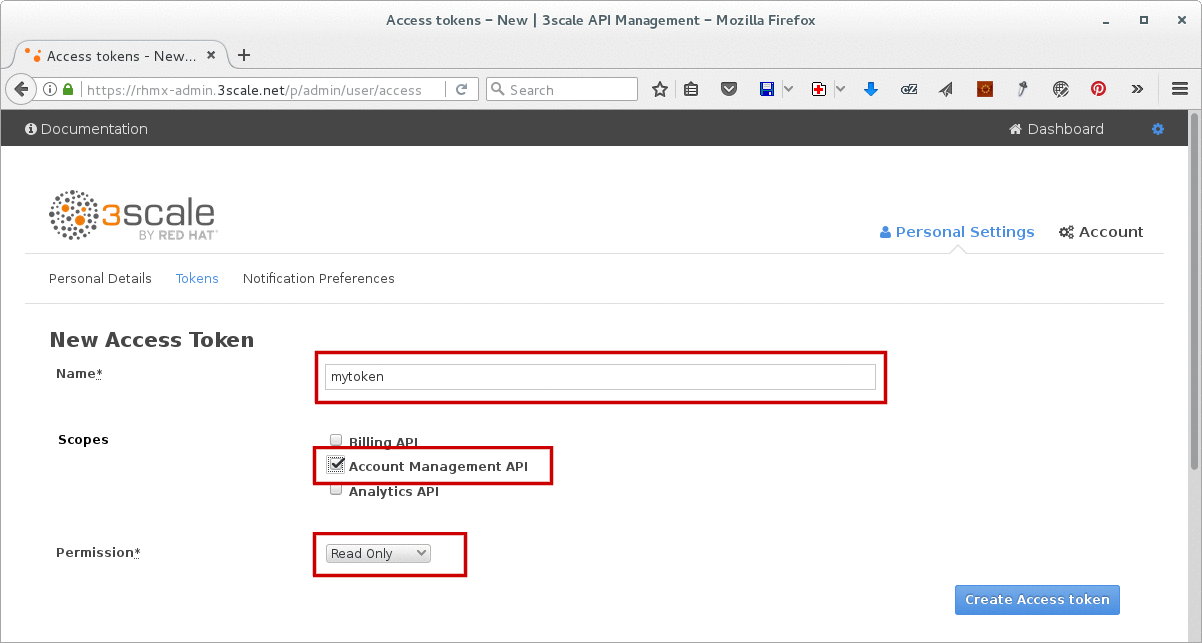 Access tokens – New | 3scale API Management – Mozilla Firefox
Access tokens - New...
https://rhmx-admin.3scale.net/p/admin/user/access
Search
Documentation
Dashboard
3scale
BY RED HAT
Personal Settings
Account
Personal Details
Tokens
Notification Preferences
New Access Token
Name*
mytoken
Scopes
Billing API
Account Management API
Analytics API
Permission*
Read Only
Create Access token